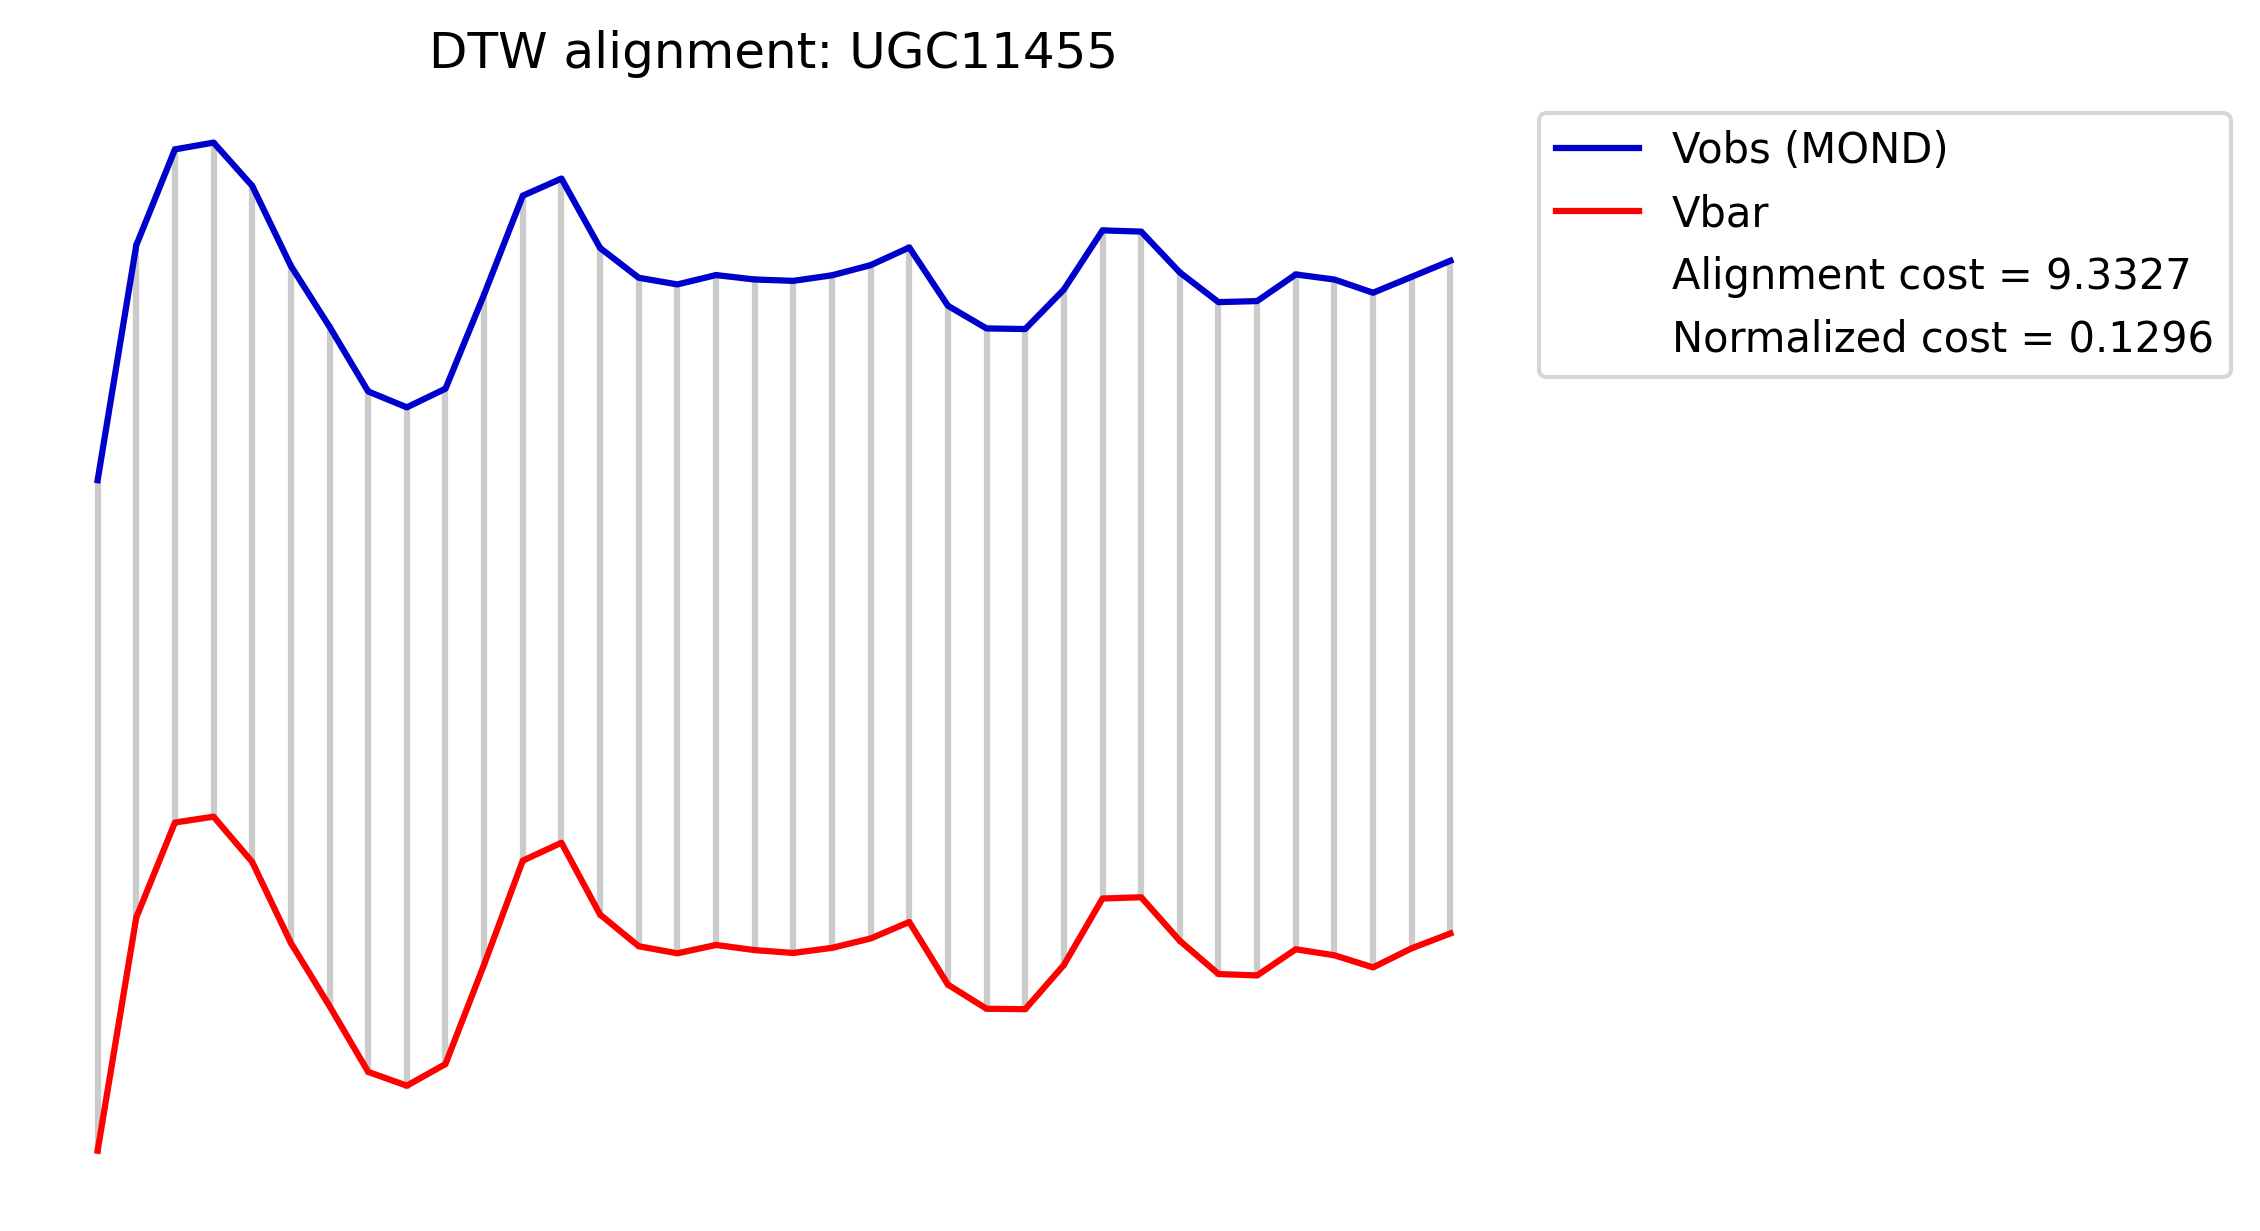 DTW alignment: UGC11455
Vobs (MOND)
Vbar
Alignment cost = 9.3327
Normalized cost = 0.1296